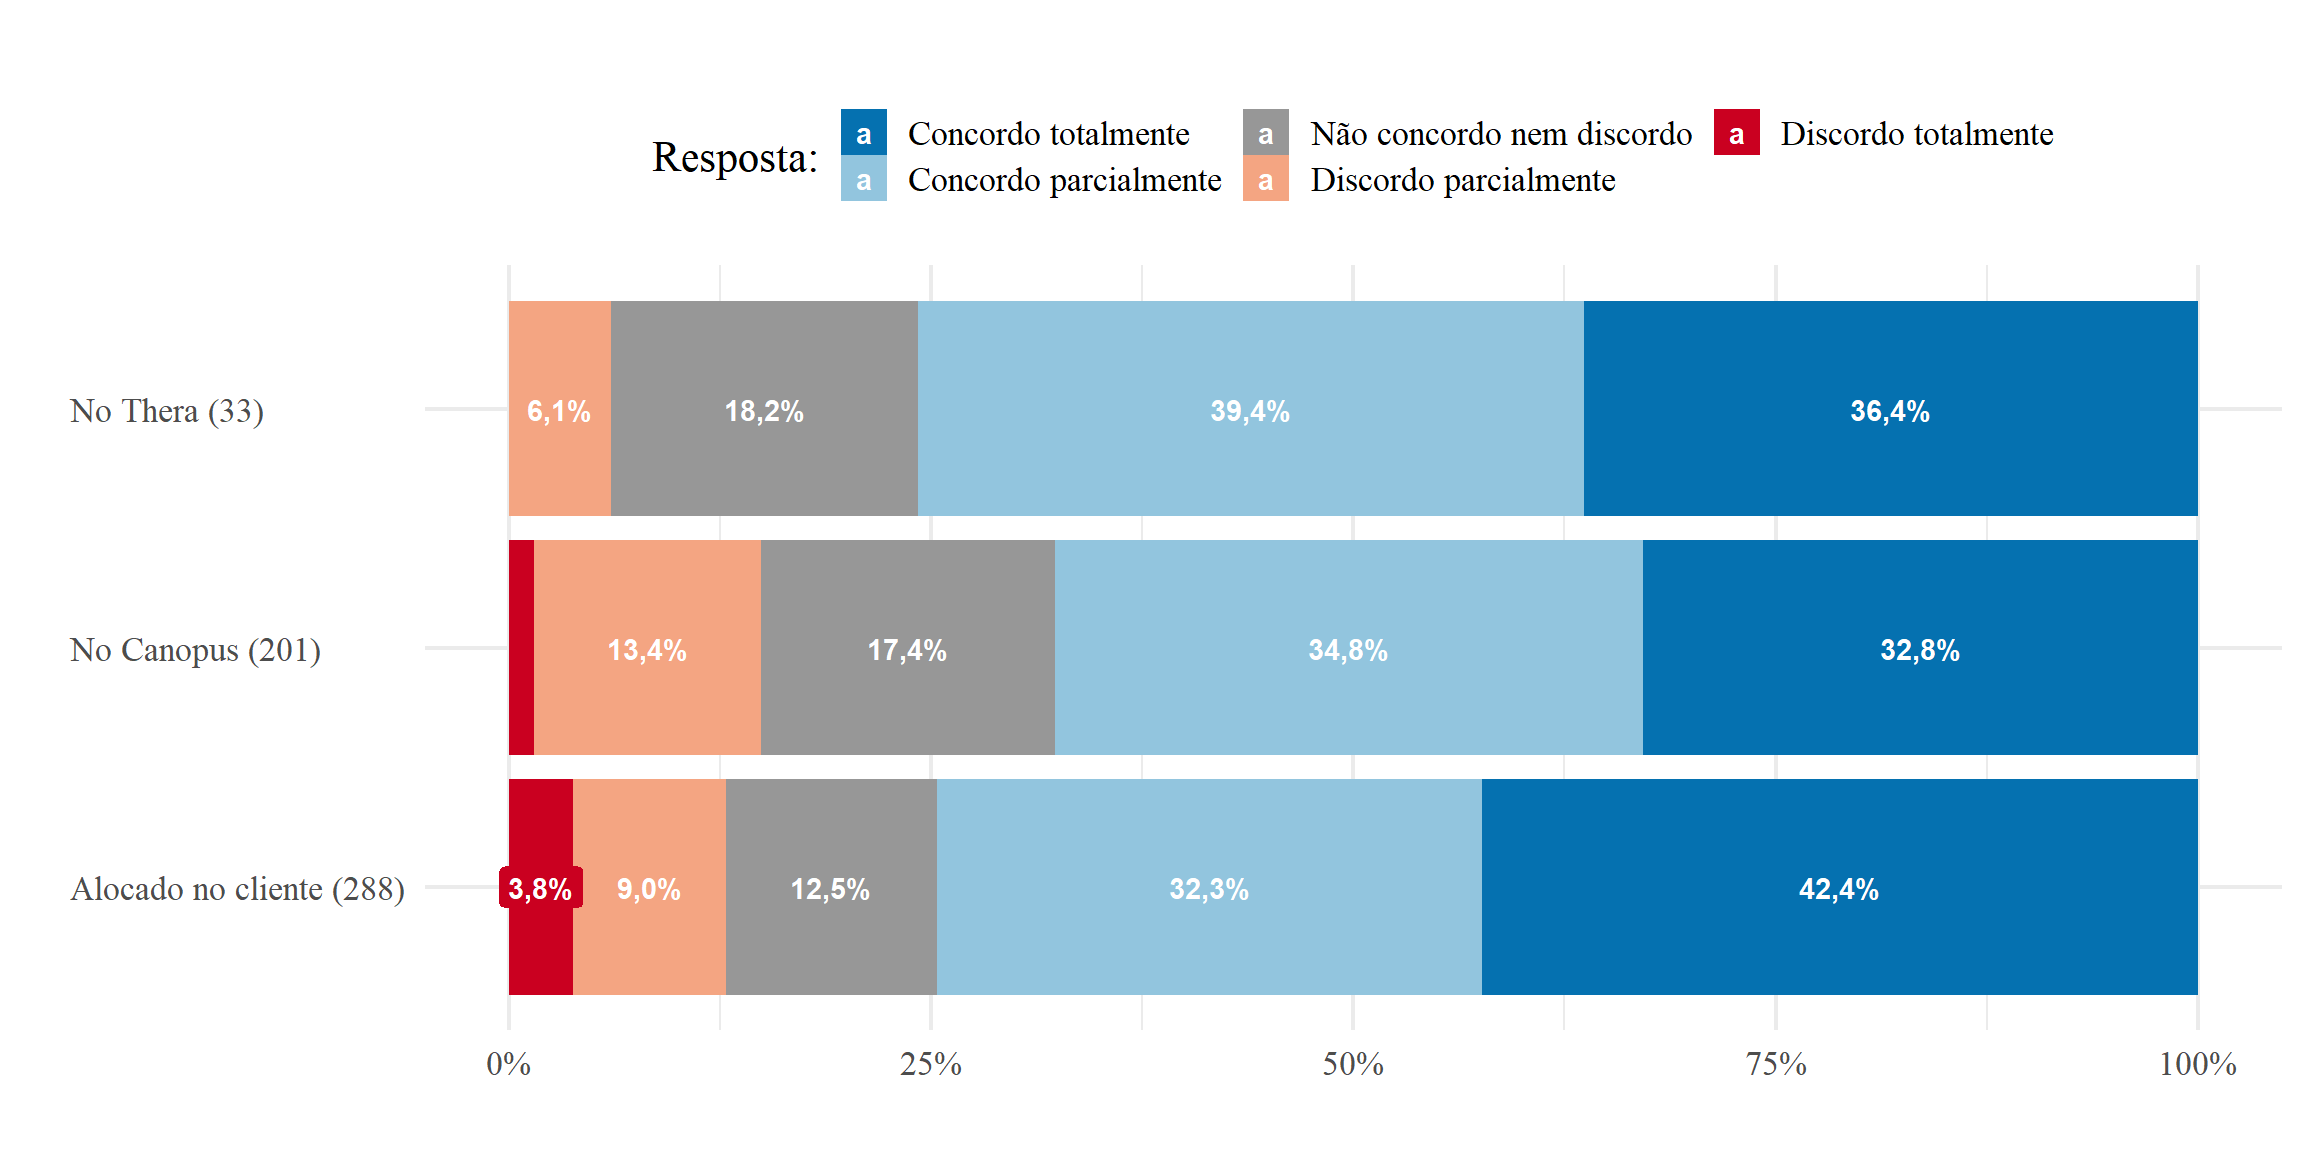 Resposta:
a Concordo totalmente a Não concordo nem discordo a Discordo totalmente
a Concordo parcialmente a Discordo parcialmente
No Thera (33) 6,1% 18,2% 39,4% 36,4%
No Canopus (201) 13,4% 17,4% 34,8% 32,8%
Alocado no cliente (288) 3,8% 9,0% 12,5% 32,3% 42,4%
0% 25% 50% 75% 100%